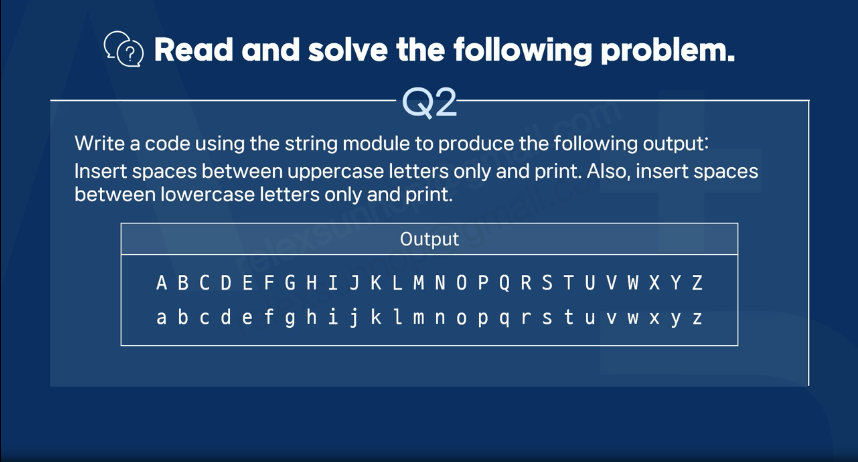 Read and solve the following problem.
Q2
Write a code using the string module to produce the following output:
Insert spaces between uppercase letters only and print. Also, insert spaces
between lowercase letters only and print.
Output
A B C D E F G H I J K L M N O P Q R S T U V W X Y Z
a b c d e f g h i j k l m n o p q r s t u v w x y z